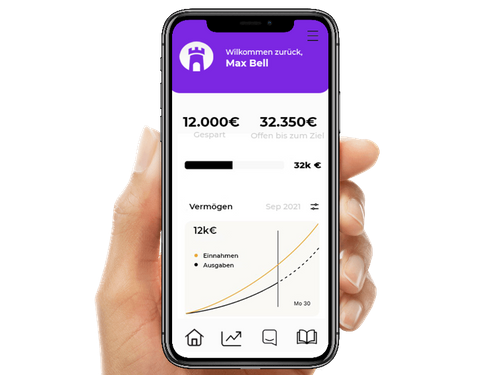 Wilkommen zurück,
Max Bell
12.000€ 32.350€
Gespart Offen bis zum Ziel
32k €
Vermögen Sep 2021
12k€
Einnahmen
Ausgaben
Mo 30